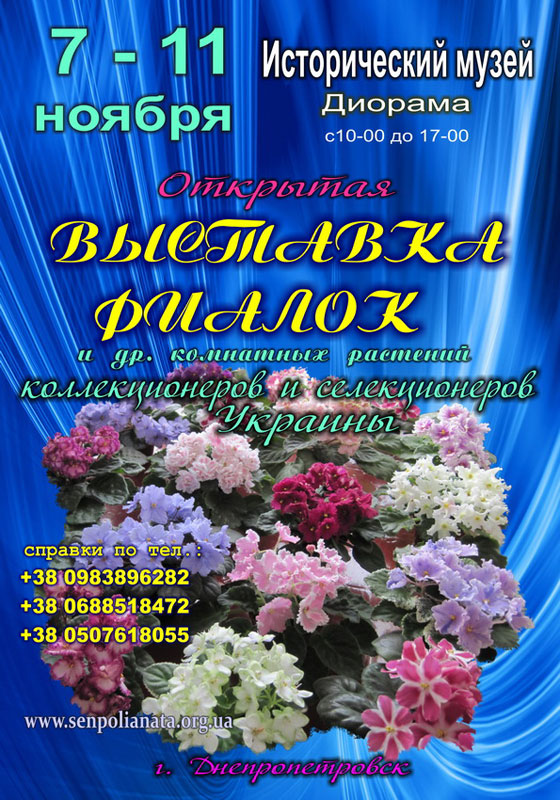 7 - 11
ноября
Исторический музей
Диорама
с10-00 до 17-00
Открытая
ВЫСТАВКА
ФИАЛОК
и др. комнатных растений
коллекционеров и селекционеров
Украины
справки по тел.:
+38 0983896282
+38 0688518472
+38 0507618055
www.senpolianata.org.ua
г. Днепропетровск